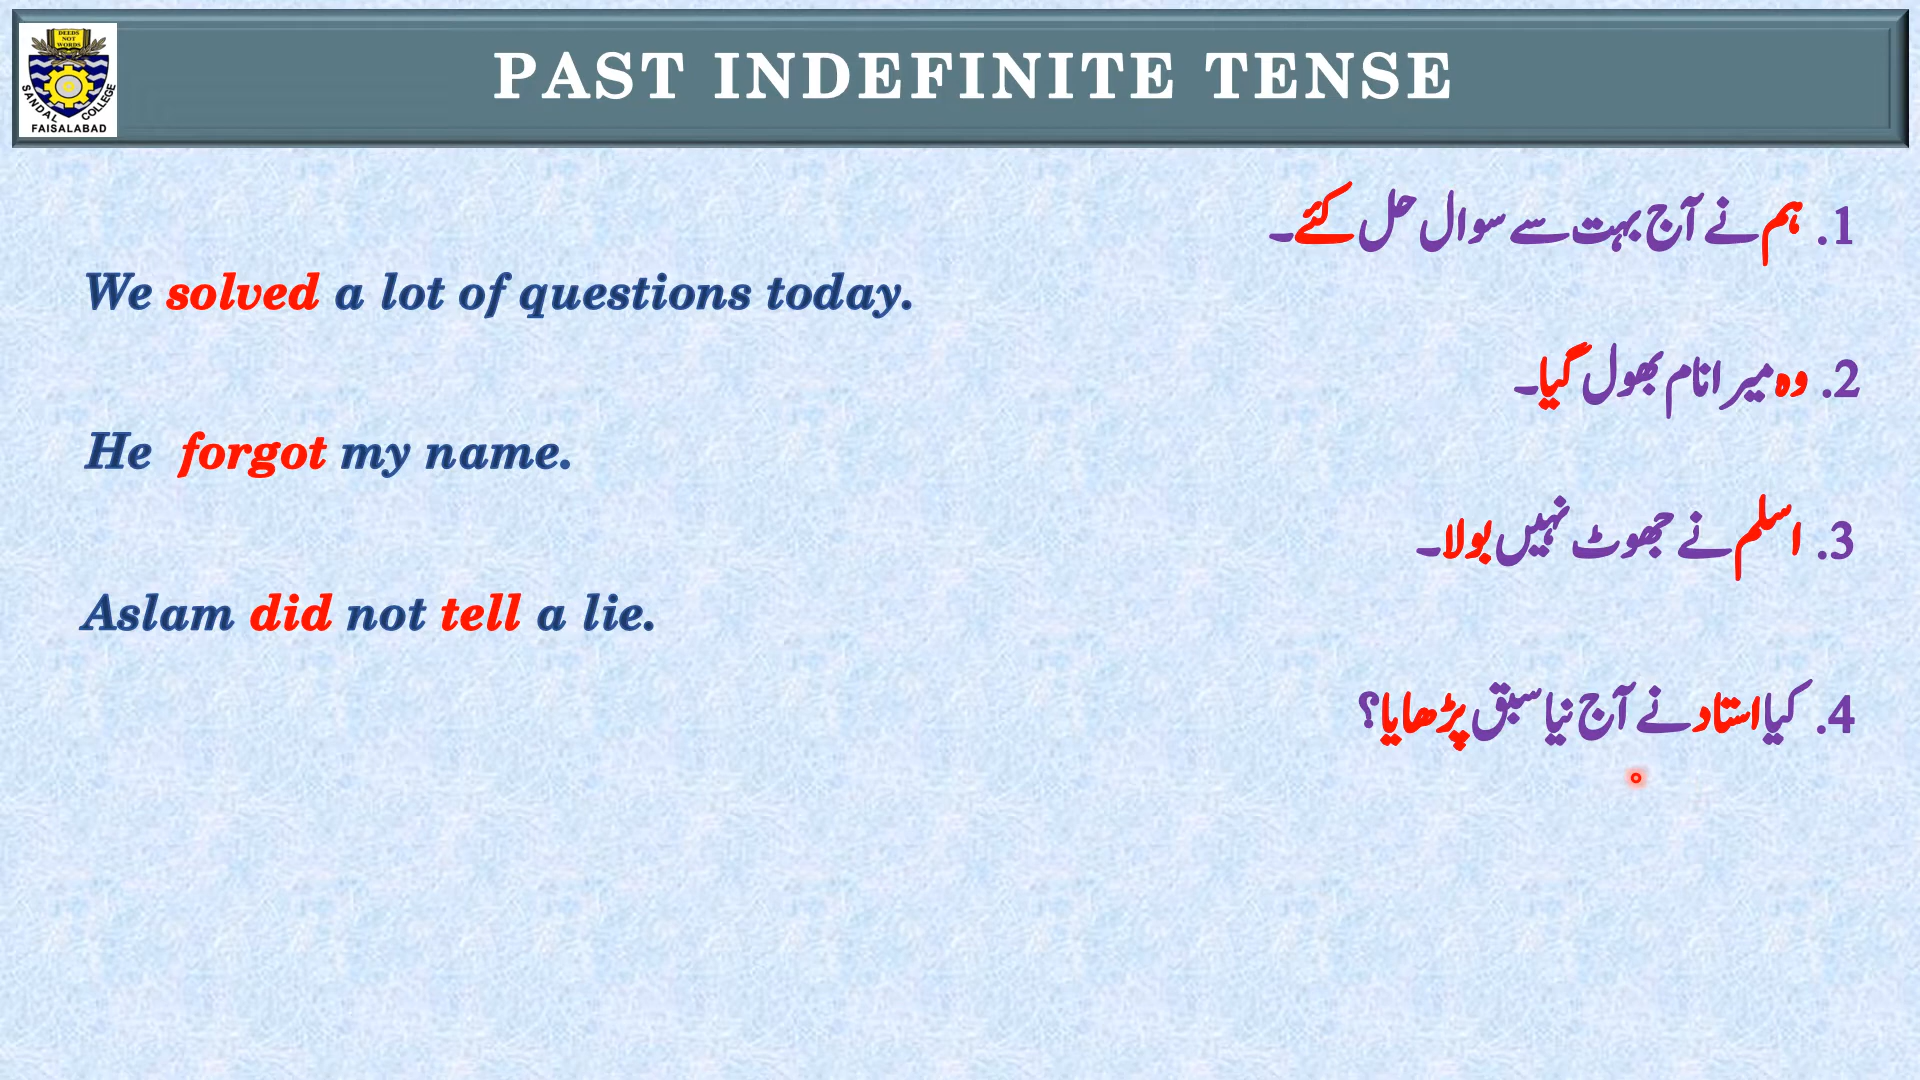 DEEDS
NOT
WORDS
SANDAL COLLEGE
FAISALABAD
PAST INDEFINITE TENSE
1. ہم نے آج بہت سے سوال حل کئے۔
We solved a lot of questions today.
2. وہ میرا نام بھول گیا۔
He forgot my name.
3. اسلم نے جھوٹ نہیں بولا۔
Aslam did not tell a lie.
4. کیا استاد نے آج نیا سبق پڑھایا؟